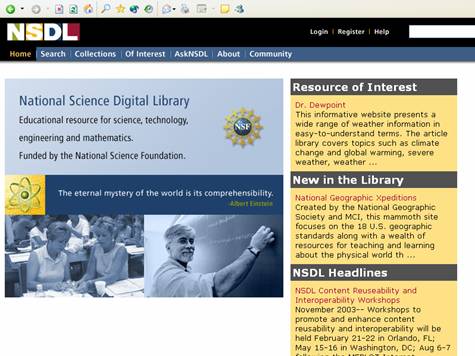 NSDL
Login | Register | Help
Home | Search | Collections | Of Interest | AskNSDL | About | Community
National Science Digital Library
Educational resource for science, technology,
engineering and mathematics.
Funded by the National Science Foundation.
NSF
The eternal mystery of the world is its comprehensibility.
-Albert Einstein
Resource of Interest
Dr. Dewpoint
This informative website presents a
wide range of weather information in
easy-to-understand terms. The article
library covers topics such as climate
change and global warming, severe
weather, weather ...
New in the Library
National Geographic Xpeditions
Created by the National Geographic
Society and MCI, this mammoth site
focuses on the 18 U.S. geographic
standards along with a wealth of
resources for teaching and learning
about the physical world th ...
NSDL Headlines
NSDL Content Reuseability and
Interoperability Workshops
November 2003-- Workshops to
promote and enhance content
reusability and interoperability will be
held February 21-22 in Orlando, FL;
May 15-16 in Washington, DC; Aug 6-7